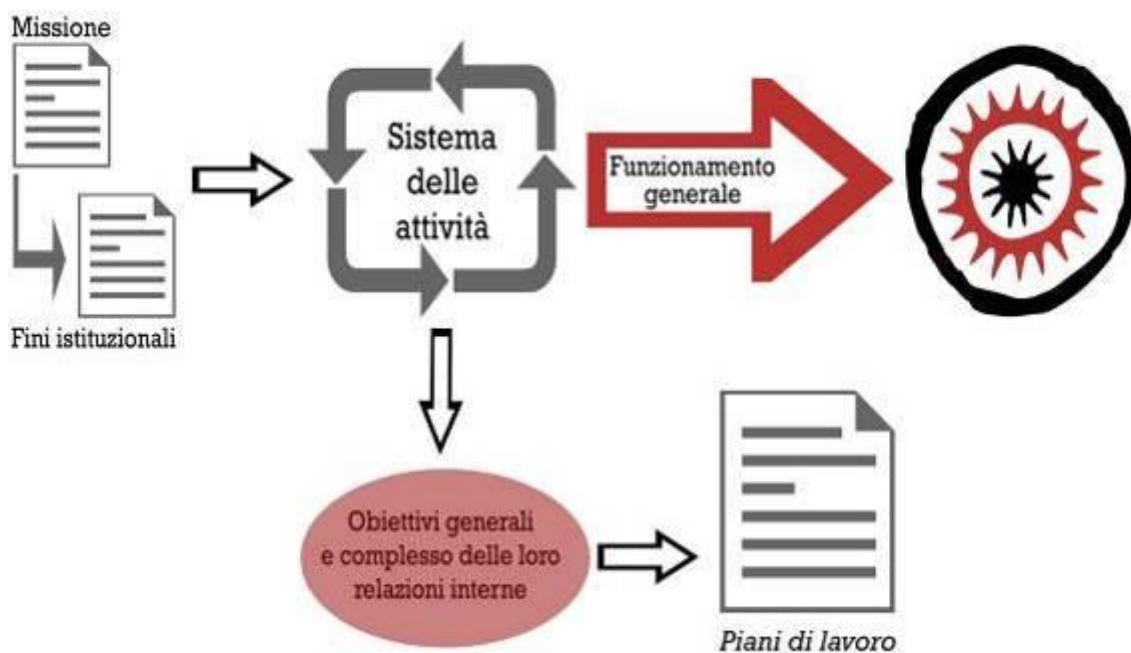 Missione
Fini istituzionali
Sistema
delle
attività
Funzionamento
generale
Obiettivi generali
e complesso delle loro
relazioni interne
Piani di lavoro